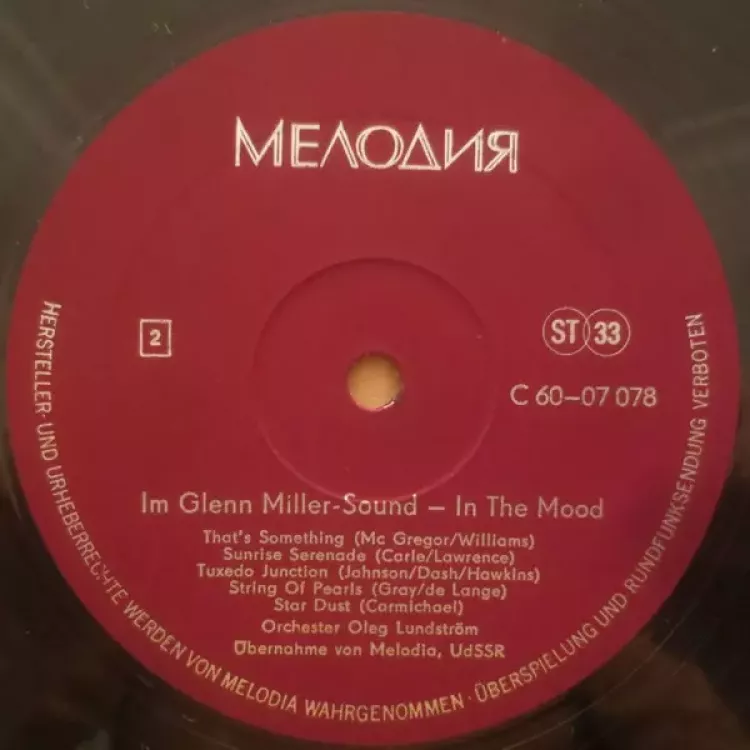 МЕЛОДИЯ
2
ST 33
C 60–07 078
Im Glenn Miller-Sound – In The Mood
That's Something (Mc Gregor/Williams)
Sunrise Serenade (Carle/Lawrence)
Tuxedo Junction (Johnson/Dash/Hawkins)
String Of Pearls (Gray/de Lange)
Star Dust (Carmichael)
Orchester Oleg Lundström
Übernahme von Melodia, UdSSR
HERSTELLER- UND URHEBERRECHTE WERDEN VON MELODIA WAHRGENOMMEN · ÜBERSPIELUNG UND RUNDFUNKSENDUNG VERBOTEN